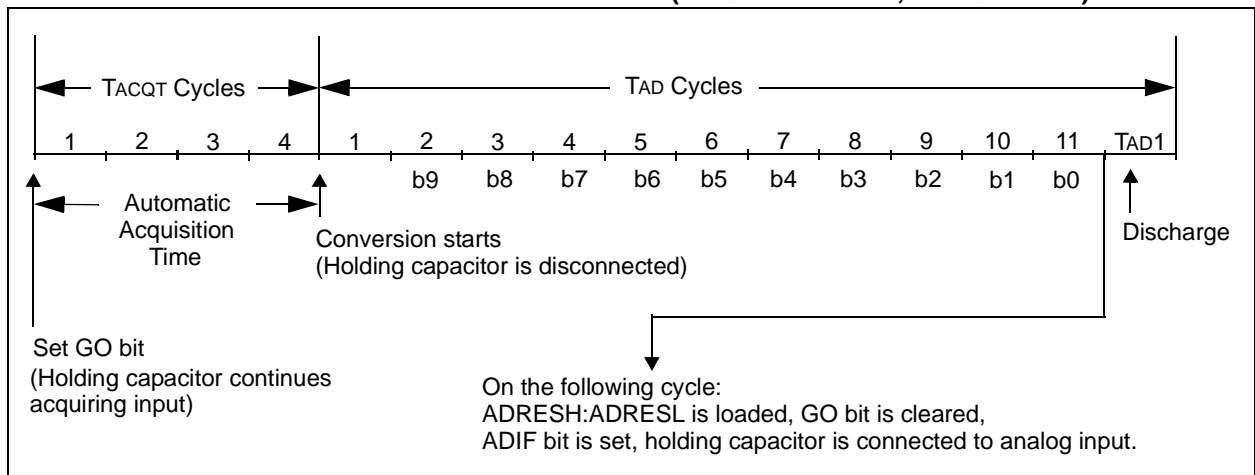 TACQT Cycles
TAD Cycles
1 2 3 4 1 2 3 4 5 6 7 8 9 10 11 TAD1
b9 b8 b7 b6 b5 b4 b3 b2 b1 b0
Automatic
Acquisition
Time
Conversion starts
(Holding capacitor is disconnected)
Discharge
Set GO bit
(Holding capacitor continues
acquiring input)
On the following cycle:
ADRESH:ADRESL is loaded, GO bit is cleared,
ADIF bit is set, holding capacitor is connected to analog input.